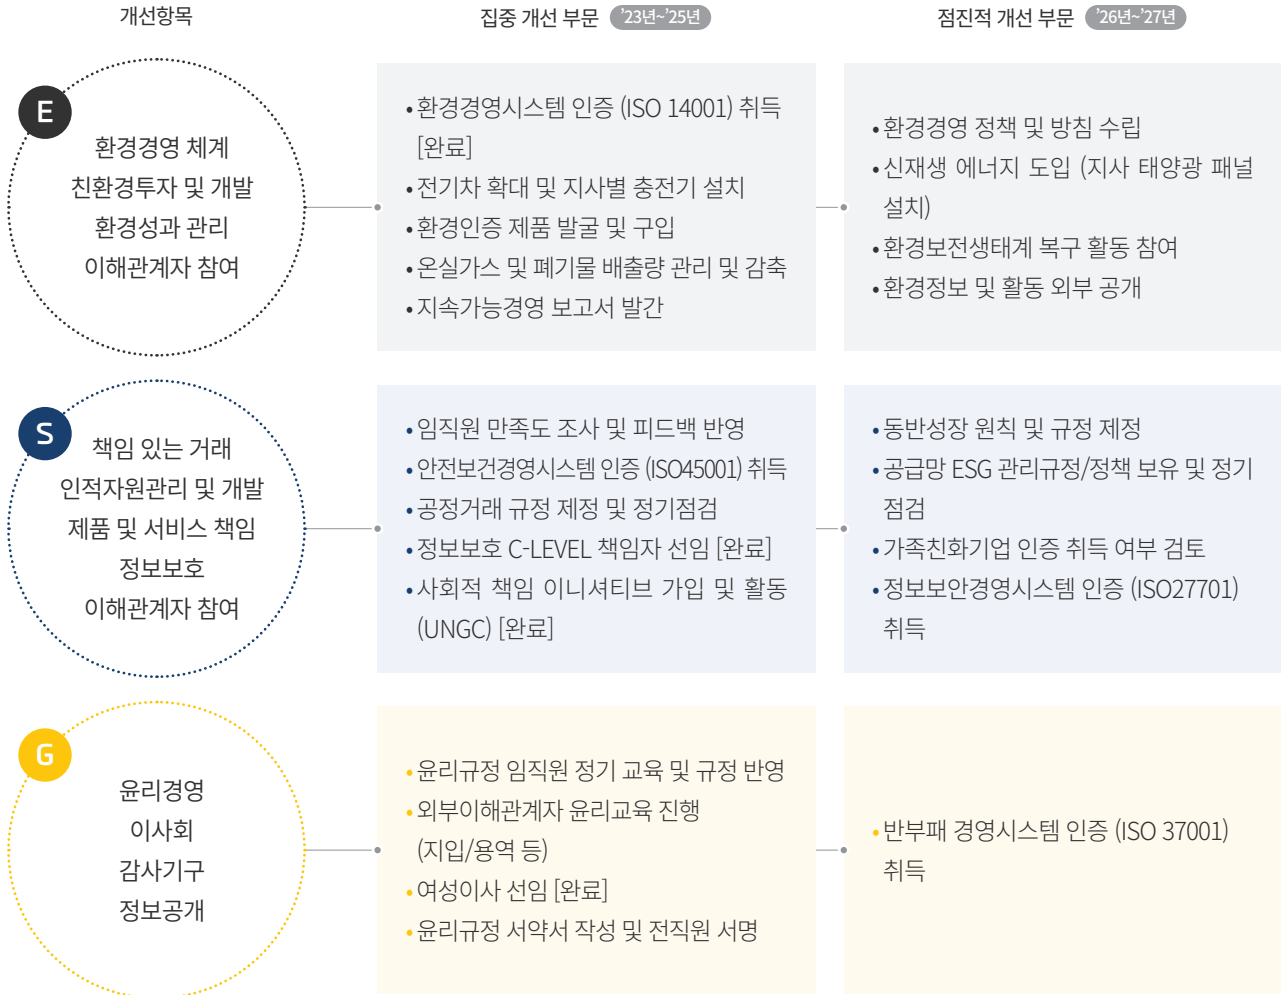 개선항목
집중 개선 부문 '23년~'25년
점진적 개선 부문 '26년~'27년
E
환경경영 체계
친환경투자 및 개발
환경성과 관리
이해관계자 참여
• 환경경영시스템 인증 (ISO 14001) 취득
[완료]
• 전기차 확대 및 지사별 충전기 설치
• 환경인증 제품 발굴 및 구입
• 온실가스 및 폐기물 배출량 관리 및 감축
• 지속가능경영 보고서 발간
• 환경경영 정책 및 방침 수립
• 신재생 에너지 도입 (지사 태양광 패널
설치)
• 환경보전생태계 복구 활동 참여
• 환경정보 및 활동 외부 공개
S
책임 있는 거래
인적자원관리 및 개발
제품 및 서비스 책임
정보보호
이해관계자 참여
• 임직원 만족도 조사 및 피드백 반영
• 안전보건경영시스템 인증 (ISO45001) 취득
• 공정거래 규정 제정 및 정기점검
• 정보보호 C-LEVEL 책임자 선임 [완료]
• 사회적 책임 이니셔티브 가입 및 활동
(UNGC) [완료]
• 동반성장 원칙 및 규정 제정
• 공급망 ESG 관리규정/정책 보유 및 정기
점검
• 가족친화기업 인증 취득 여부 검토
• 정보보안경영시스템 인증 (ISO27701)
취득
G
윤리경영
이사회
감사기구
정보공개
• 윤리규정 임직원 정기 교육 및 규정 반영
• 외부이해관계자 윤리교육 진행
(지입/용역 등)
• 여성이사 선임 [완료]
• 윤리규정 서약서 작성 및 전직원 서명
• 반부패 경영시스템 인증 (ISO 37001)
취득